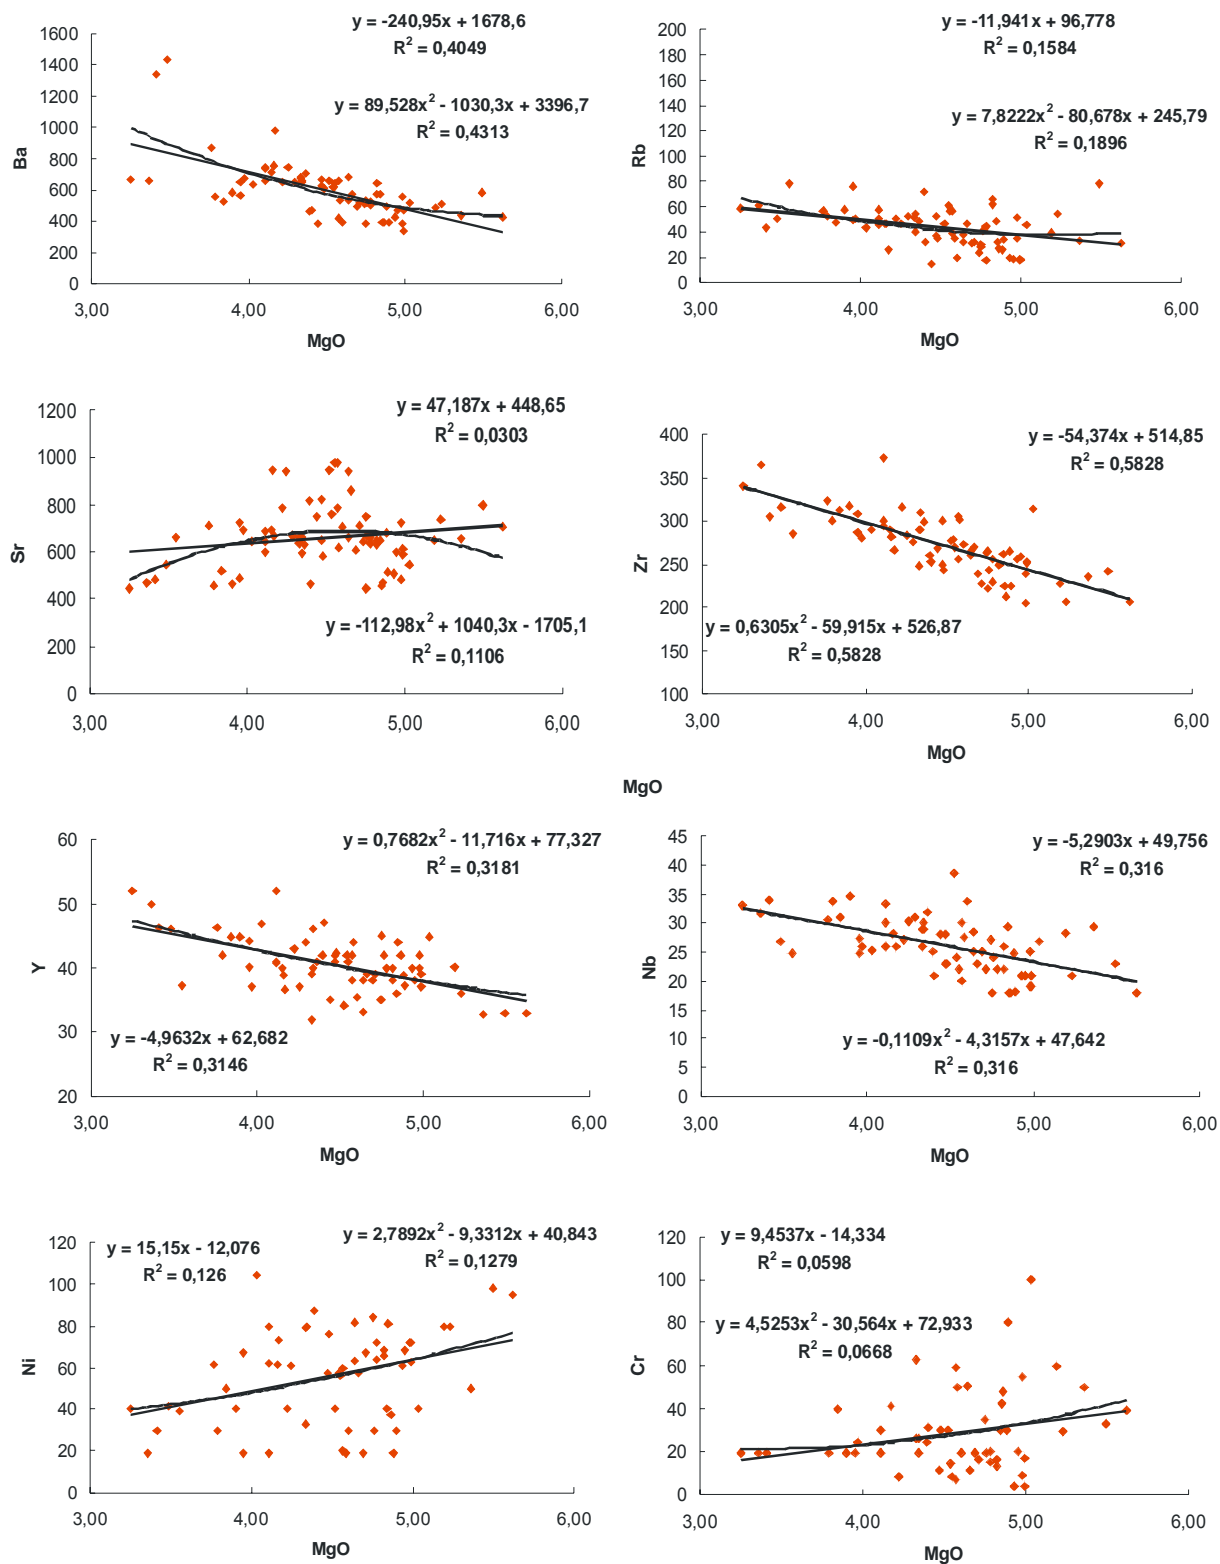 y = -240,95x + 1678,6
R² = 0,4049
y = 89,528x² - 1030,3x + 3396,7
R² = 0,4313
Ba
1600
1400
1200
1000
800
600
400
200
0
3,00 4,00 5,00 6,00
MgO
y = -11,941x + 96,778
R² = 0,1584
y = 7,8222x² - 80,678x + 245,79
R² = 0,1896
Rb
200
180
160
140
120
100
80
60
40
20
0
3,00 4,00 5,00 6,00
MgO
y = 47,187x + 448,65
R² = 0,0303
Sr
1200
1000
800
600
400
200
0
y = -112,98x² + 1040,3x - 1705,1
R² = 0,1106
3,00 4,00 5,00 6,00
y = -54,374x + 514,85
R² = 0,5828
Zr
400
350
300
250
200
150
100
y = 0,6305x² - 59,915x + 526,87
R² = 0,5828
3,00 4,00 5,00 6,00
MgO
MgO
y = 0,7682x² - 11,716x + 77,327
R² = 0,3181
Y
60
50
40
30
20
y = -4,9632x + 62,682
R² = 0,3146
3,00 4,00 5,00 6,00
MgO
y = -5,2903x + 49,756
R² = 0,316
Nb
45
40
35
30
25
20
15
10
5
0
y = -0,1109x² - 4,3157x + 47,642
R² = 0,316
3,00 4,00 5,00 6,00
MgO
y = 15,15x - 12,076
R² = 0,126
y = 2,7892x² - 9,3312x + 40,843
R² = 0,1279
Ni
120
100
80
60
40
20
0
3,00 4,00 5,00 6,00
MgO
y = 9,4537x - 14,334
R² = 0,0598
y = 4,5253x² - 30,564x + 72,933
R² = 0,0668
Cr
120
100
80
60
40
20
0
3,00 4,00 5,00 6,00
MgO